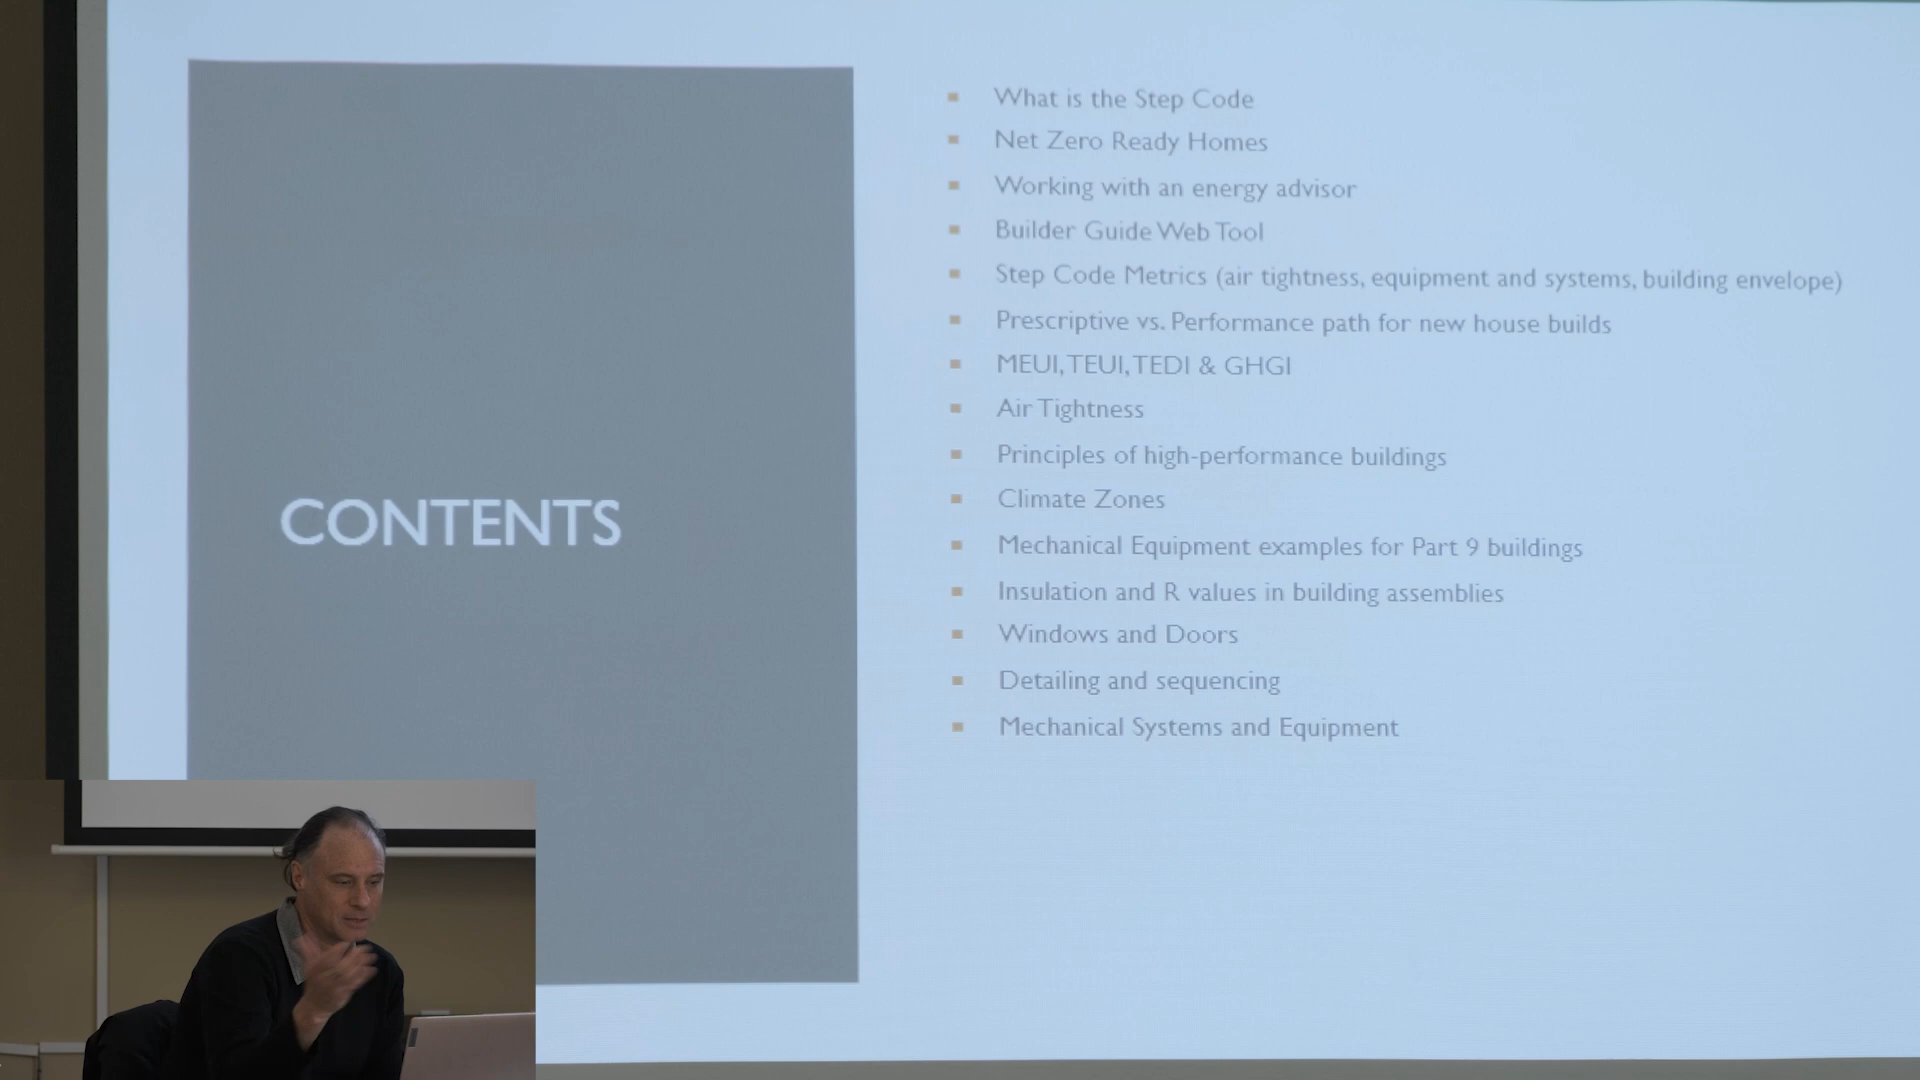 CONTENTS
What is the Step Code
Net Zero Ready Homes
Working with an energy advisor
Builder Guide Web Tool
Step Code Metrics (air tightness, equipment and systems, building envelope)
Prescriptive vs. Performance path for new house builds
MEUI, TEUI, TEDI & GHGI
Air Tightness
Principles of high-performance buildings
Climate Zones
Mechanical Equipment examples for Part 9 buildings
Insulation and R values in building assemblies
Windows and Doors
Detailing and sequencing
Mechanical Systems and Equipment